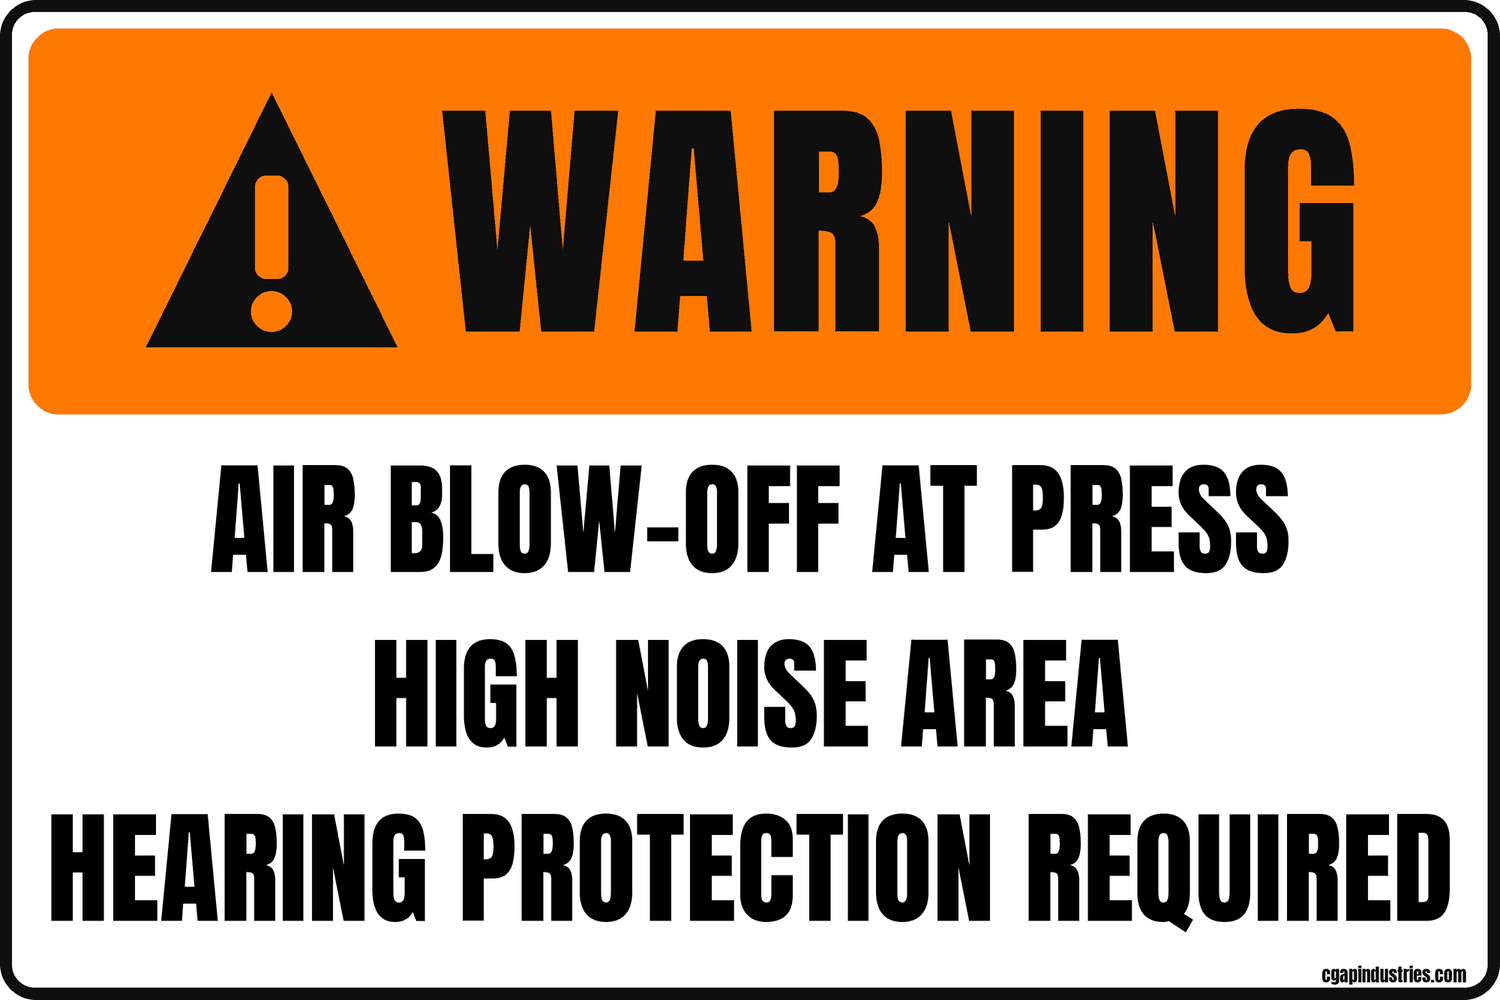 WARNING
AIR BLOW-OFF AT PRESS
HIGH NOISE AREA
HEARING PROTECTION REQUIRED
cgapindustries.com